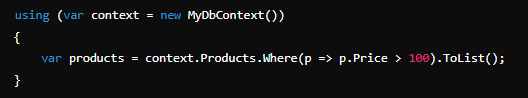 using (var context = new MyDbContext())
{
    var products = context.Products.Where(p => p.Price > 100).ToList();
}